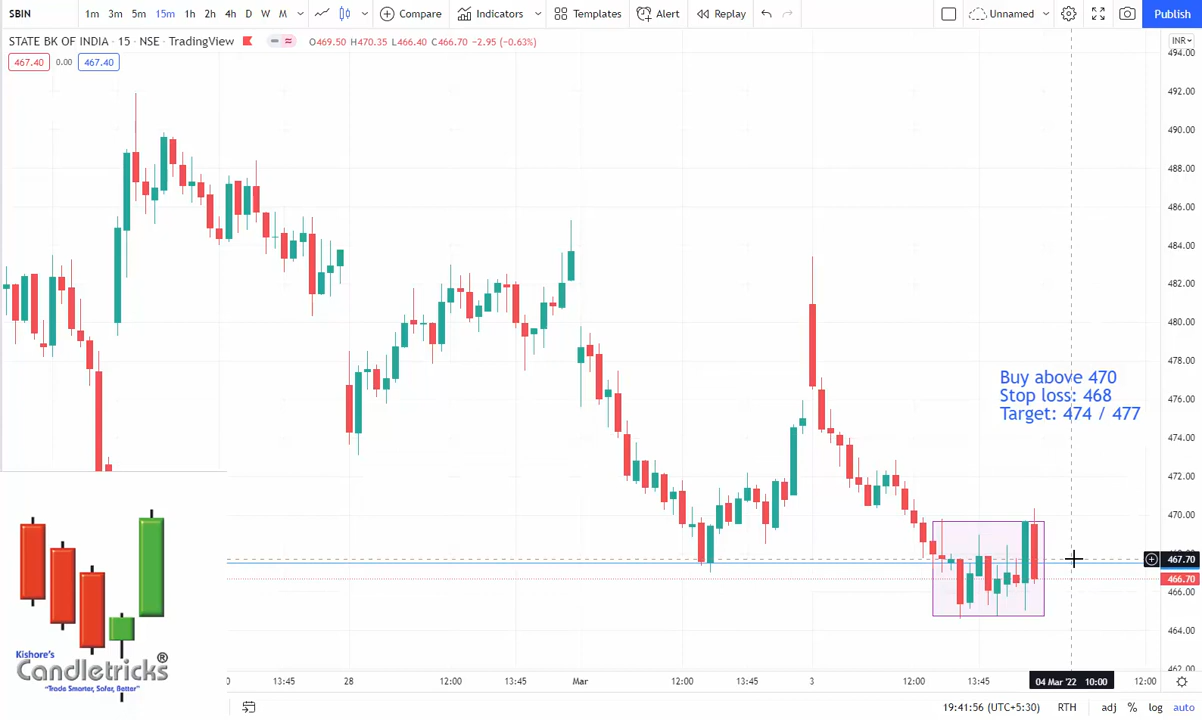 SBIN 1m 3m 5m 15m 1h 2h 4h D W M Compare Indicators Templates Alert Replay Unnamed Publish
STATE BK OF INDIA · 15 · NSE · TradingView O469.50 H470.35 L466.40 C466.70 −2.95 (−0.63%)
INR
467.40 0.00 467.40
494.00
492.00
490.00
488.00
486.00
484.00
482.00
480.00
478.00
Buy above 470
Stop loss: 468
Target: 474 / 477
476.00
474.00
472.00
470.00
467.70
466.70
466.00
464.00
462.00
Kishore's
Candletricks®
"Trade Smarter, Safer, Better"
13:45 28 12:00 13:45 Mar 12:00 13:45 3 12:00 13:45 04 Mar '22 10:00 12:00
19:41:56 (UTC+5:30) RTH adj % log auto